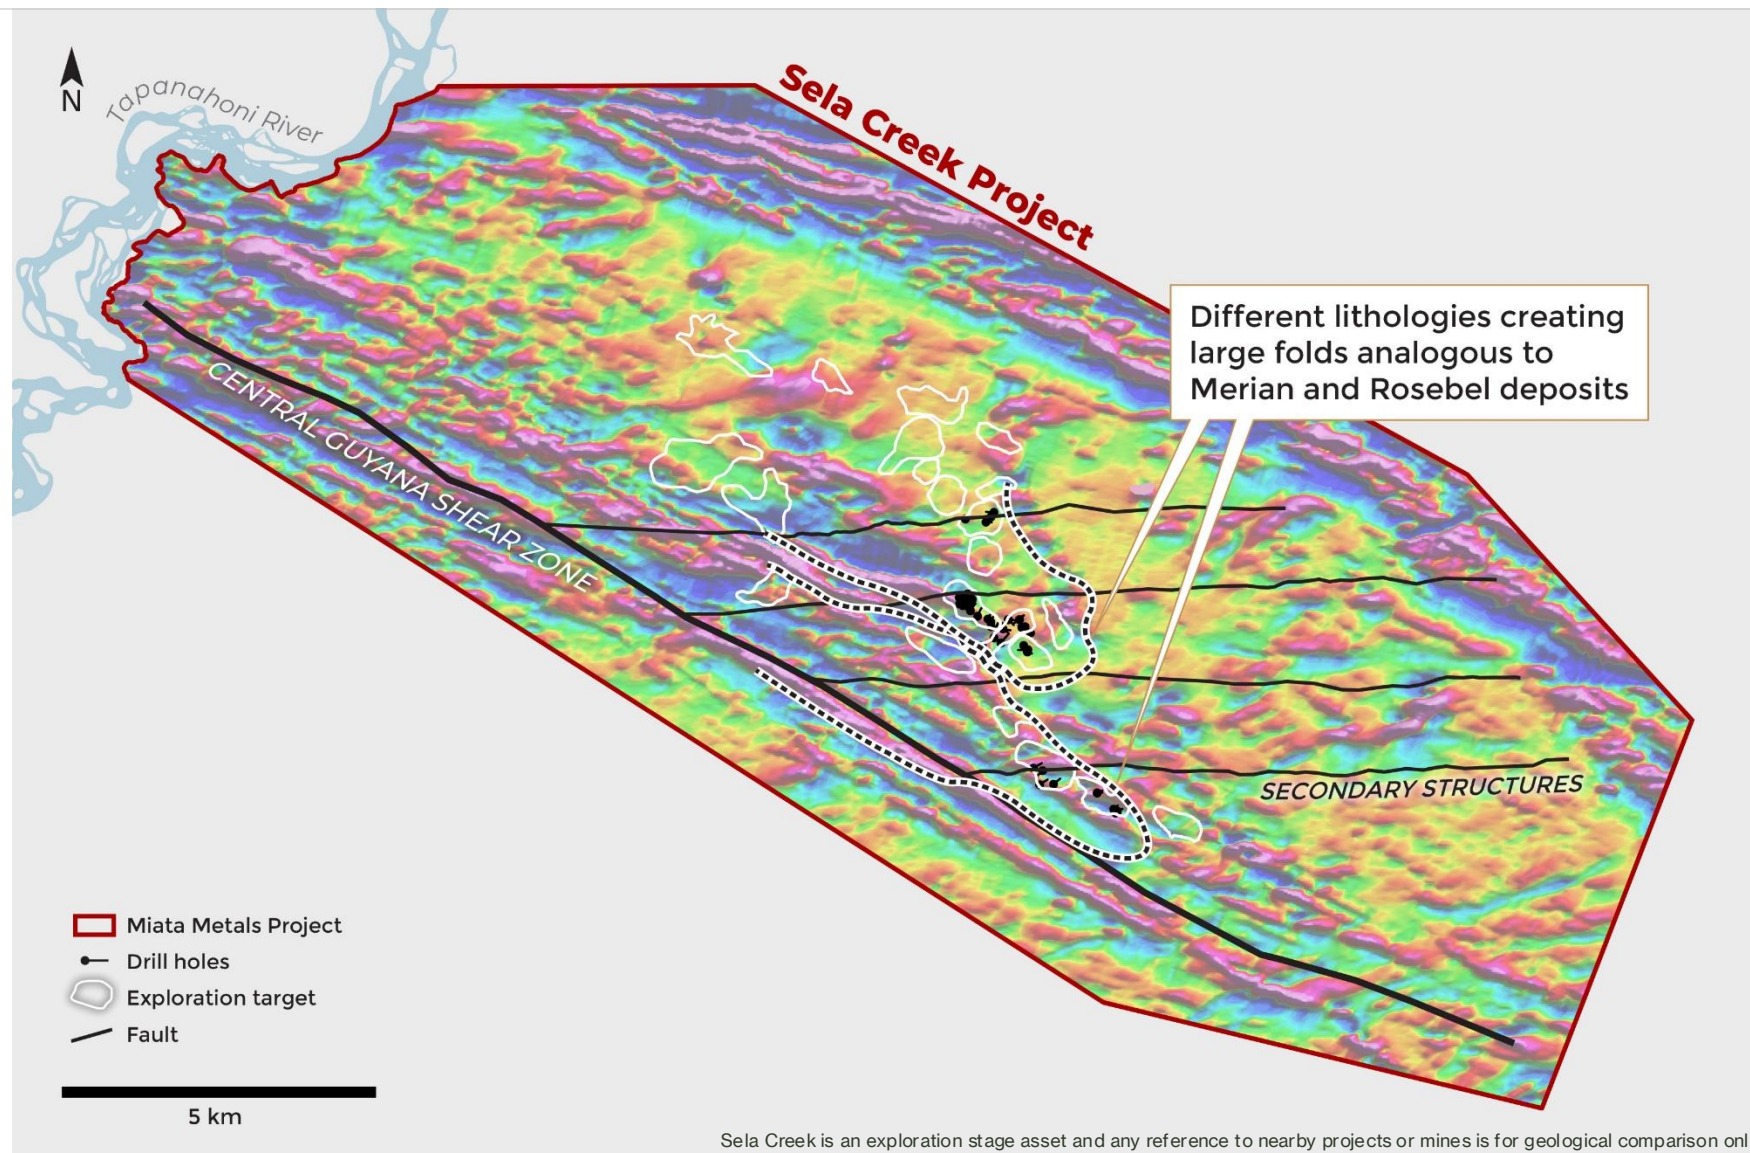 N
Tapanahoni River
Sela Creek Project
Different lithologies creating
large folds analogous to
Merian and Rosebel deposits
CENTRAL GUYANA SHEAR ZONE
SECONDARY STRUCTURES
Miata Metals Project
Drill holes
Exploration target
Fault
5 km
Sela Creek is an exploration stage asset and any reference to nearby projects or mines is for geological comparison onl